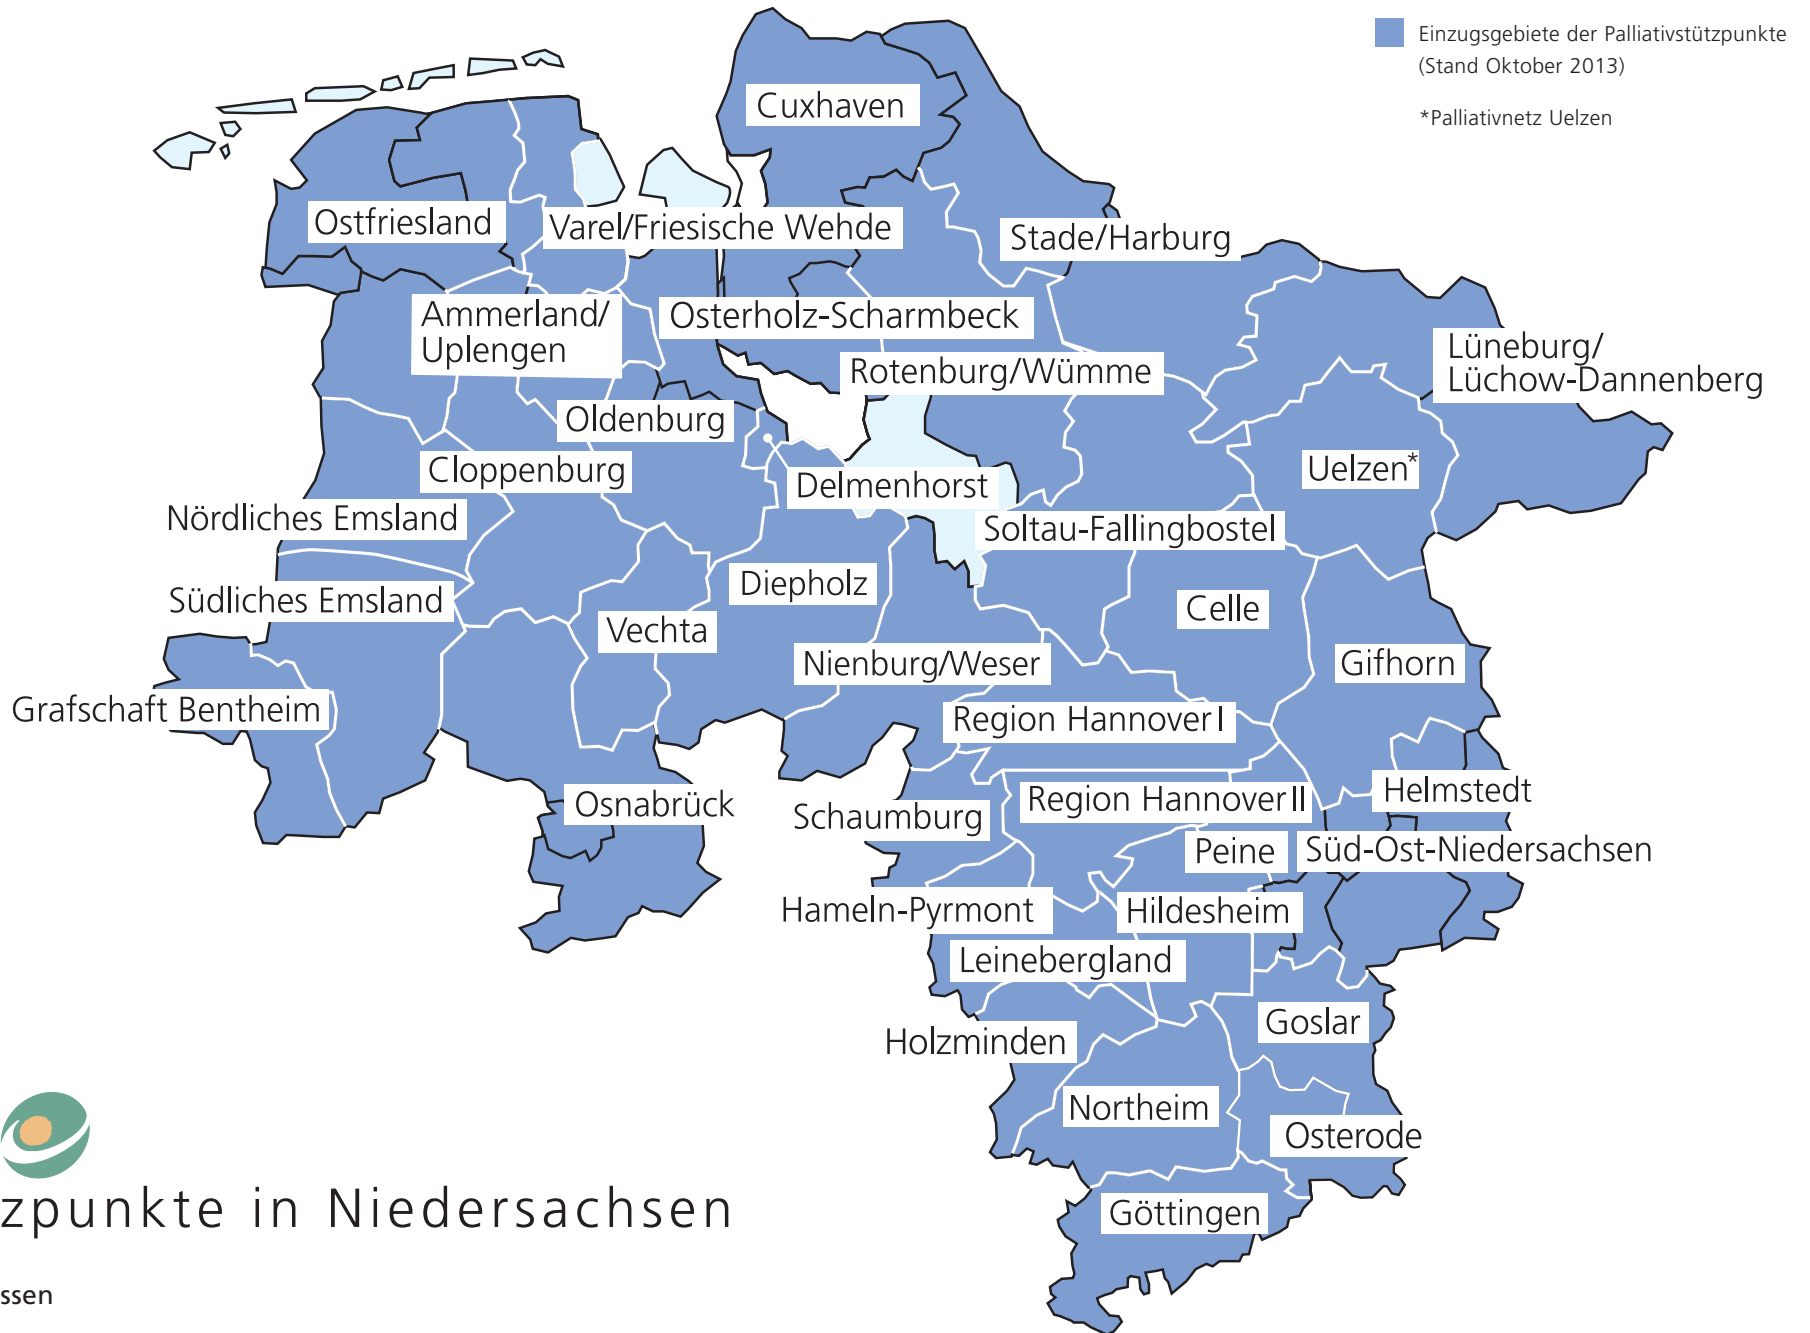 Einzugsgebiete der Palliativstützpunkte
(Stand Oktober 2013)
*Palliativnetz Uelzen
Cuxhaven
Ostfriesland
Varel/Friesische Wehde
Stade/Harburg
Ammerland/
Uplengen
Osterholz-Scharmbeck
Lüneburg/
Lüchow-Dannenberg
Rotenburg/Wümme
Oldenburg
Cloppenburg
Uelzen*
Delmenhorst
Nördliches Emsland
Soltau-Fallingbostel
Südliches Emsland
Diepholz
Celle
Vechta
Nienburg/Weser
Gifhorn
Grafschaft Bentheim
Region Hannover I
Helmstedt
Region Hannover II
Osnabrück
Schaumburg
Peine
Süd-Ost-Niedersachsen
Hameln-Pyrmont
Hildesheim
Leinebergland
Goslar
Holzminden
Northeim
Osterode
Göttingen
zpunkte in Niedersachsen
ssen